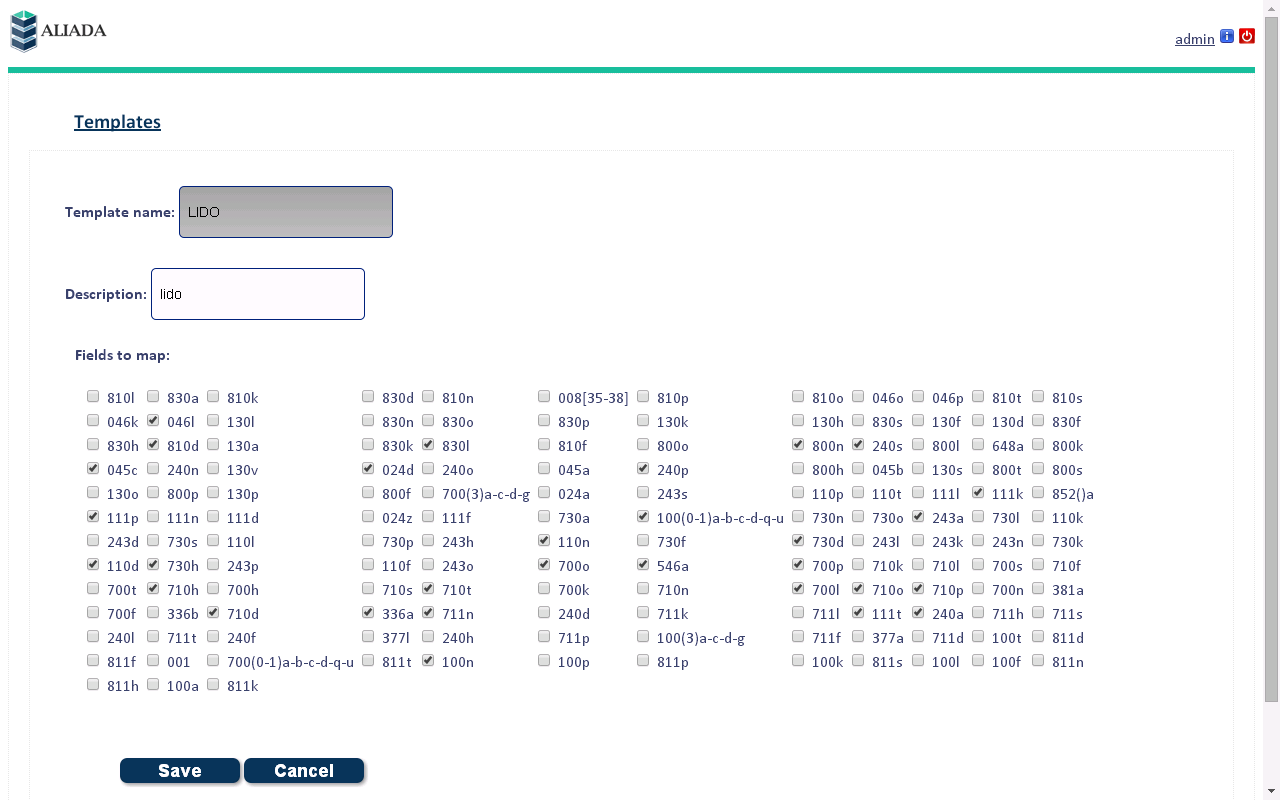 ALIADA
admin
Templates
Template name: LIDO
Description: lido
Fields to map:
810l 830a 810k 830d 810n 008[35-38] 810p 810o 046o 046p 810t 810s
046k 046l 130l 830n 830o 830p 130k 130h 830s 130f 130d 830f
830h 810d 130a 830k 830l 810f 800o 800n 240s 800l 648a 800k
045c 240n 130v 024d 240o 045a 240p 800h 045b 130s 800t 800s
130o 800p 130p 800f 700(3)a-c-d-g 024a 243s 110p 110t 111l 111k 852()a
111p 111n 111d 024z 111f 730a 100(0-1)a-b-c-d-q-u 730n 730o 243a 730l 110k
243d 730s 110l 730p 243h 110n 730f 730d 243l 243k 243n 730k
110d 730h 243p 110f 243o 700o 546a 700p 710k 710l 700s 710f
700t 710h 700h 710s 710t 700k 710n 700l 710o 710p 700n 381a
700f 336b 710d 336a 711n 240d 711k 711l 111t 240a 711h 711s
240l 711t 240f 377l 240h 711p 100(3)a-c-d-g 711f 377a 711d 100t 811d
811f 001 700(0-1)a-b-c-d-q-u 811t 100n 100p 811p 100k 811s 100l 100f 811n
811h 100a 811k
Save Cancel